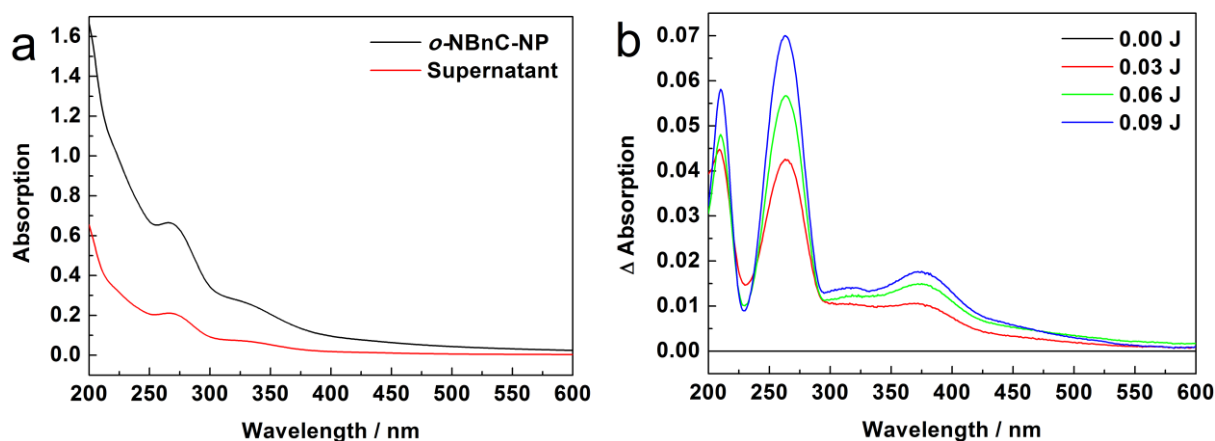 a
o-NBnC-NP
Supernatant
Absorption
1.6
1.4
1.2
1.0
0.8
0.6
0.4
0.2
0.0
200 250 300 350 400 450 500 550 600
Wavelength / nm
b
0.00 J
0.03 J
0.06 J
0.09 J
Δ Absorption
0.07
0.06
0.05
0.04
0.03
0.02
0.01
0.00
200 250 300 350 400 450 500 550 600
Wavelength / nm